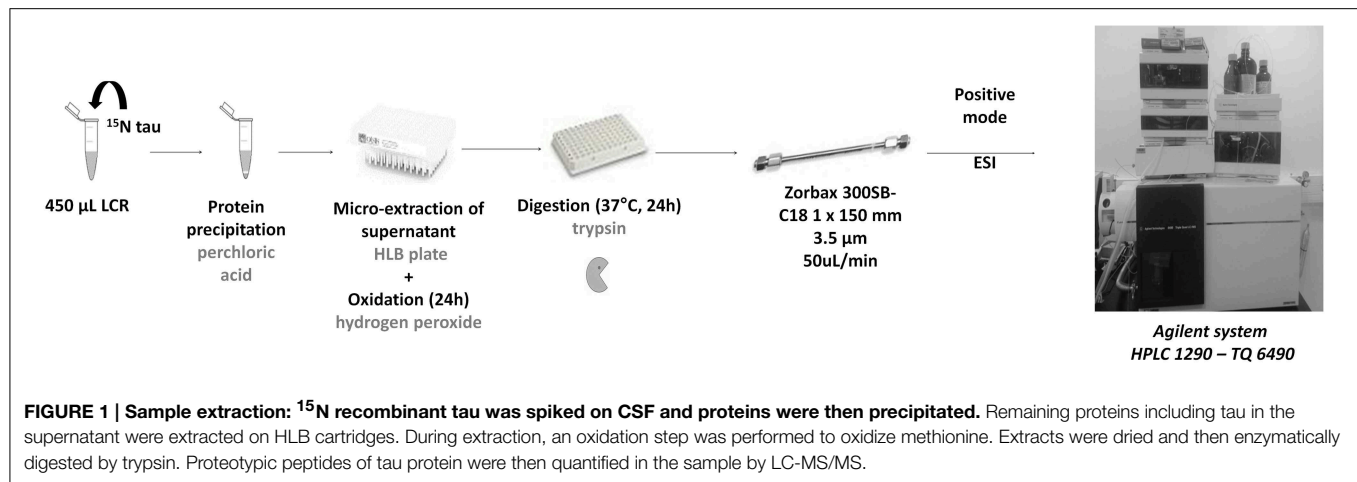 15N tau
450 µL LCR
Protein
precipitation
perchloric
acid
Micro-extraction of
supernatant
HLB plate
+
Oxidation (24h)
hydrogen peroxide
Digestion (37°C, 24h)
trypsin
Zorbax 300SB-
C18 1 x 150 mm
3.5 µm
50uL/min
Positive
mode
ESI
Agilent system
HPLC 1290 – TQ 6490
FIGURE 1 | Sample extraction: 15N recombinant tau was spiked on CSF and proteins were then precipitated. Remaining proteins including tau in the
supernatant were extracted on HLB cartridges. During extraction, an oxidation step was performed to oxidize methionine. Extracts were dried and then enzymatically
digested by trypsin. Proteotypic peptides of tau protein were then quantified in the sample by LC-MS/MS.